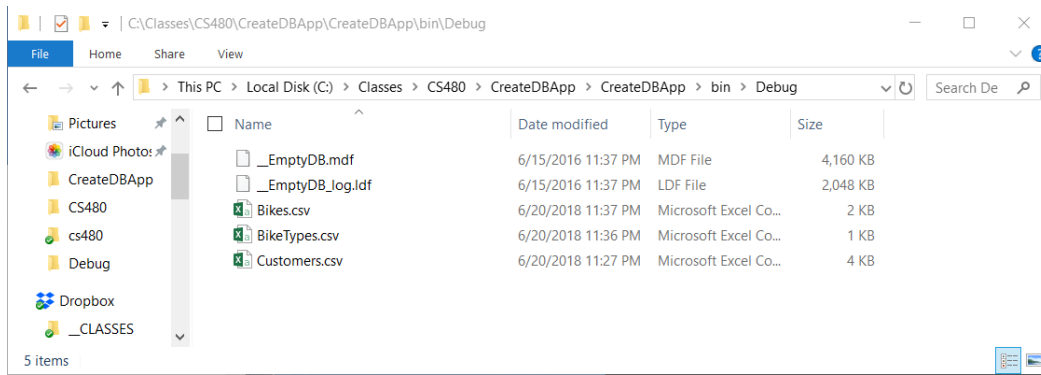 C:\Classes\CS480\CreateDBApp\CreateDBApp\bin\Debug
File Home Share View
This PC > Local Disk (C:) > Classes > CS480 > CreateDBApp > CreateDBApp > bin > Debug
Search De
Pictures
iCloud Photos
CreateDBApp
CS480
cs480
Debug
Dropbox
__CLASSES
Name Date modified Type Size
__EmptyDB.mdf 6/15/2016 11:37 PM MDF File 4,160 KB
__EmptyDB_log.ldf 6/15/2016 11:37 PM LDF File 2,048 KB
Bikes.csv 6/20/2018 11:37 PM Microsoft Excel Co... 2 KB
BikeTypes.csv 6/20/2018 11:36 PM Microsoft Excel Co... 1 KB
Customers.csv 6/20/2018 11:27 PM Microsoft Excel Co... 4 KB
5 items